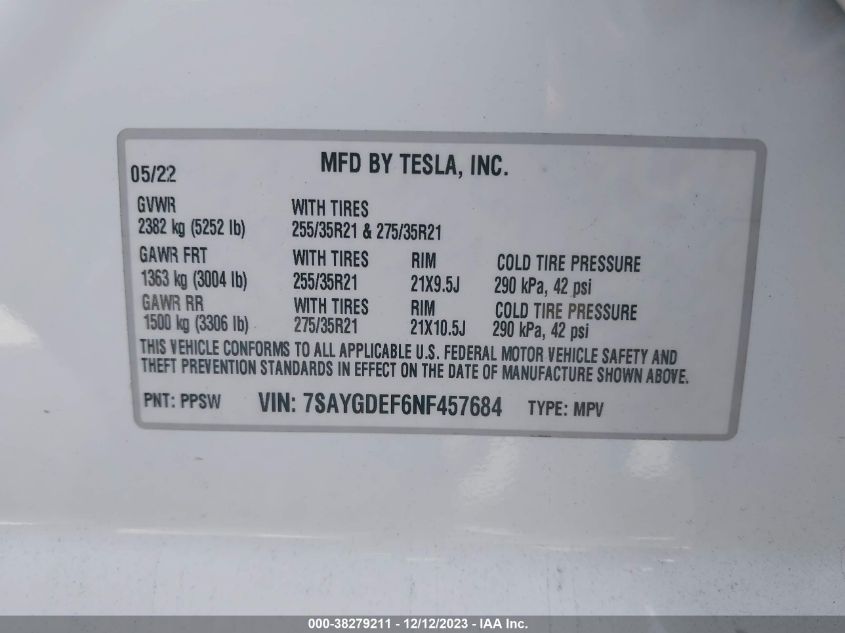 05/22 MFD BY TESLA, INC.
GVWR WITH TIRES
2382 kg (5252 lb) 255/35R21 & 275/35R21
GAWR FRT WITH TIRES RIM COLD TIRE PRESSURE
1363 kg (3004 lb) 255/35R21 21X9.5J 290 kPa, 42 psi
GAWR RR WITH TIRES RIM COLD TIRE PRESSURE
1500 kg (3306 lb) 275/35R21 21X10.5J 290 kPa, 42 psi
THIS VEHICLE CONFORMS TO ALL APPLICABLE U.S. FEDERAL MOTOR VEHICLE SAFETY AND
THEFT PREVENTION STANDARDS IN EFFECT ON THE DATE OF MANUFACTURE SHOWN ABOVE.
PNT: PPSW VIN: 7SAYGDEF6NF457684 TYPE: MPV
000-38279211 - 12/12/2023 - IAA Inc.